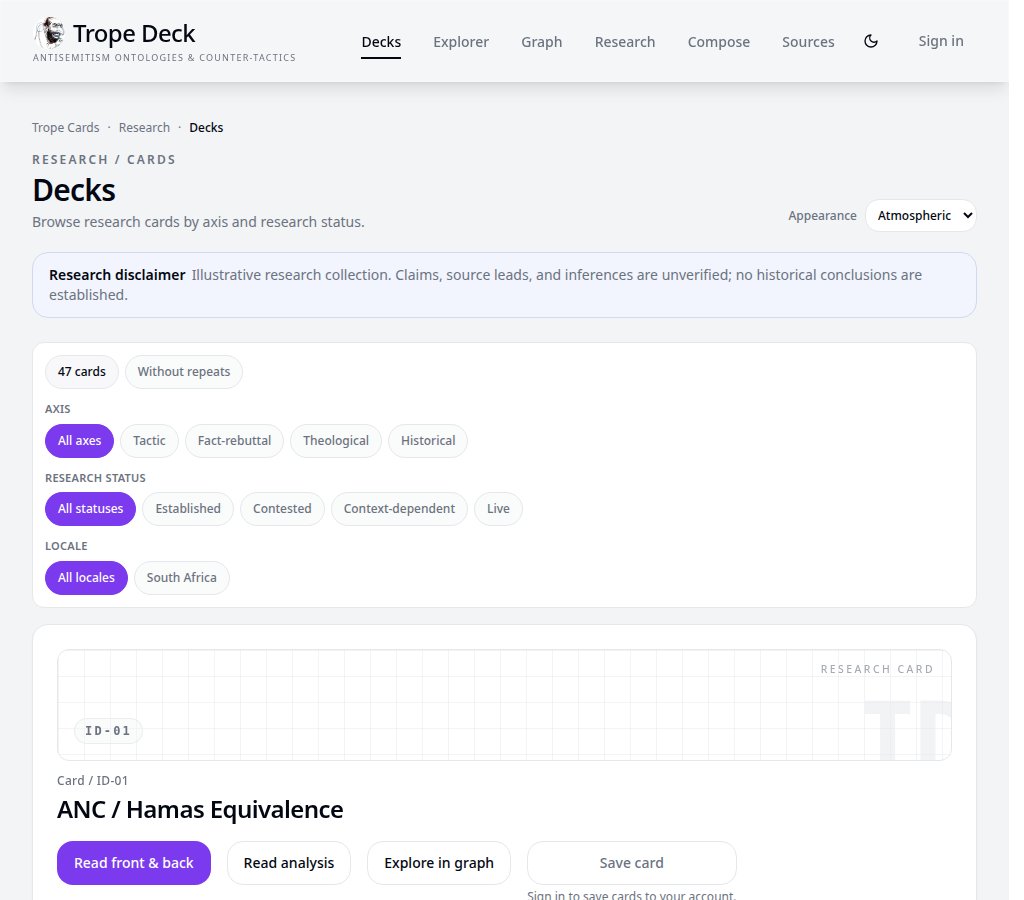 Trope Deck
ANTISEMITISM ONTOLOGIES & COUNTER-TACTICS
Decks
Explorer
Graph
Research
Compose
Sources
Sign in
Trope Cards · Research · Decks
RESEARCH / CARDS
Decks
Browse research cards by axis and research status.
Appearance
Atmospheric
Research disclaimer Illustrative research collection. Claims, source leads, and inferences are unverified; no historical conclusions are
established.
47 cards
Without repeats
AXIS
All axes
Tactic
Fact-rebuttal
Theological
Historical
RESEARCH STATUS
All statuses
Established
Contested
Context-dependent
Live
LOCALE
All locales
South Africa
RESEARCH CARD
ID-01
TD
Card / ID-01
ANC / Hamas Equivalence
Read front & back
Read analysis
Explore in graph
Save card
Sign in to save cards to your account.